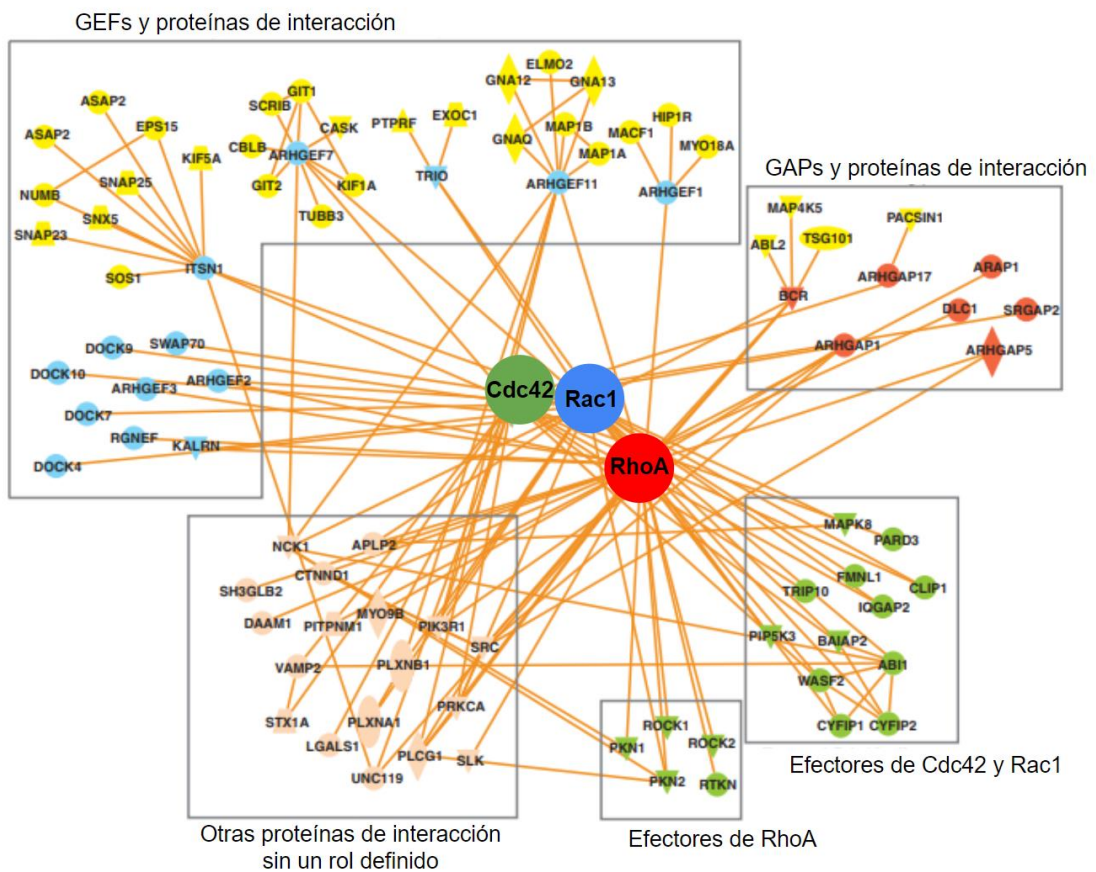 GEFs y proteínas de interacción
ELMO2
GNA12
GNA13
GIT1
ASAP2
SCRIB
EXOC1
HIP1R
PTPRF
CASK
EPS15
MAP1B
MACF1
ASAP2
GNAQ
CBLB
ARHGEF7
MYO18A
KIF5A
MAP1A
TRIO
SNAP25
GIT2
KIF1A
ARHGEF11
ARHGEF1
NUMB
SNX5
TUBB3
SNAP23
ITSN1
SOS1
GAPs y proteínas de interacción
MAP4K5
PACSIN1
TSG101
ABL2
ARAP1
ARHGAP17
BCR
DLC1
SRGAP2
ARHGAP1
ARHGAP5
SWAP70
DOCK9
DOCK10
ARHGEF3
ARHGEF2
DOCK7
RGNEF
KALRN
DOCK4
Cdc42
Rac1
RhoA
NCK1
APLP2
CTNND1
SH3GLB2
MYO9B
DAAM1
PITPNM1
PIK3R1
SRC
VAMP2
PLXNB1
PRKCA
STX1A
PLXNA1
LGALS1
PLCG1
SLK
UNC119
MAPK8
PARD3
FMNL1
CLIP1
TRIP10
IQGAP2
PIP5K3
BAIAP2
ABI1
WASF2
CYFIP1
CYFIP2
ROCK1
PKN1
ROCK2
PKN2
RTKN
Efectores de Cdc42 y Rac1
Otras proteínas de interacción
sin un rol definido
Efectores de RhoA